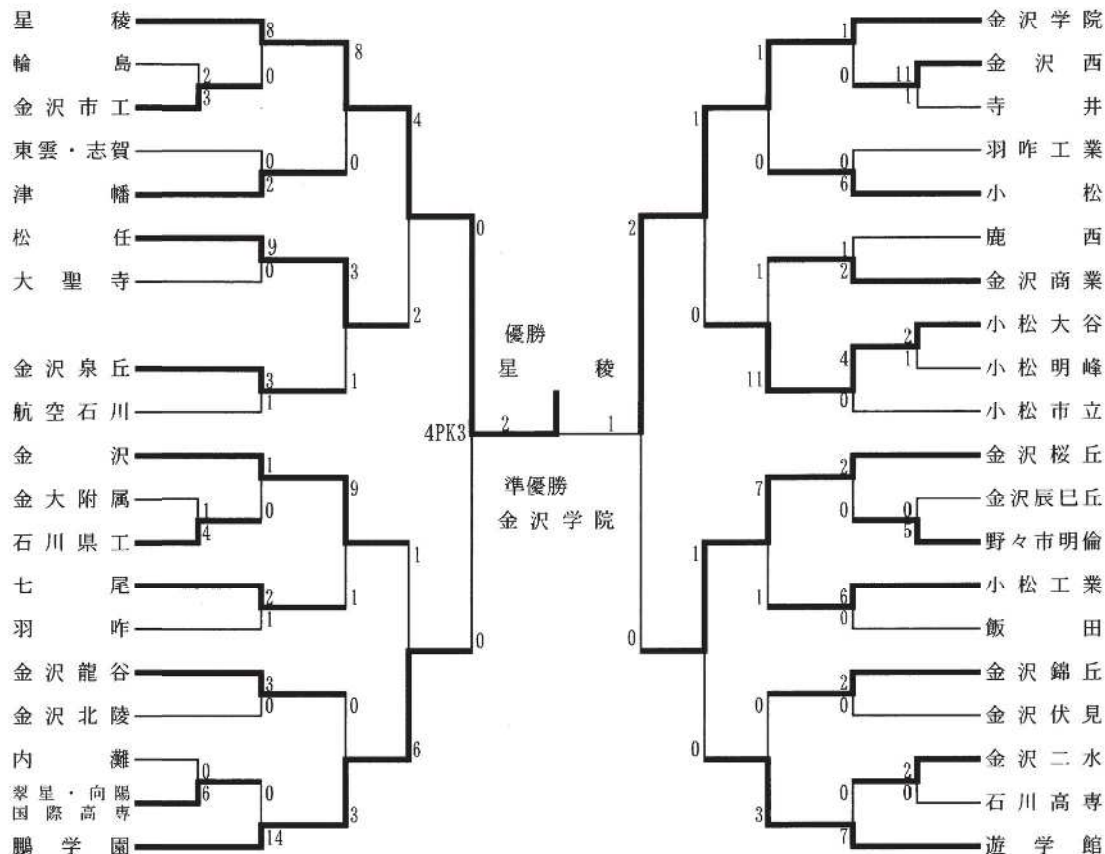 星稜
8
輪島
2
0
3
金沢市工
8
東雲・志賀
0
2
津幡
0
4
松任
9
0
大聖寺
3
金沢泉丘
3
1
航空石川
1
2
0
金沢
1
金大附属
1
0
4
石川県工
9
七尾
2
1
羽咋
1
1
金沢龍谷
3
0
金沢北陵
0
内灘
0
6
翠星・向陽
国際高専
0
14
鵬学園
3
6
0
優勝
星稜
4PK3
2
1
準優勝
金沢学院
金沢学院
1
金沢西
11
0
1
寺井
1
羽咋工業
0
6
小松
0
1
鹿西
1
2
金沢商業
1
小松大谷
2
1
小松明峰
4
0
小松市立
11
0
2
金沢桜丘
2
金沢辰巳丘
0
0
5
野々市明倫
7
小松工業
6
0
飯田
1
1
金沢錦丘
2
0
金沢伏見
0
金沢二水
2
0
石川高専
0
7
遊学館
3
0
0